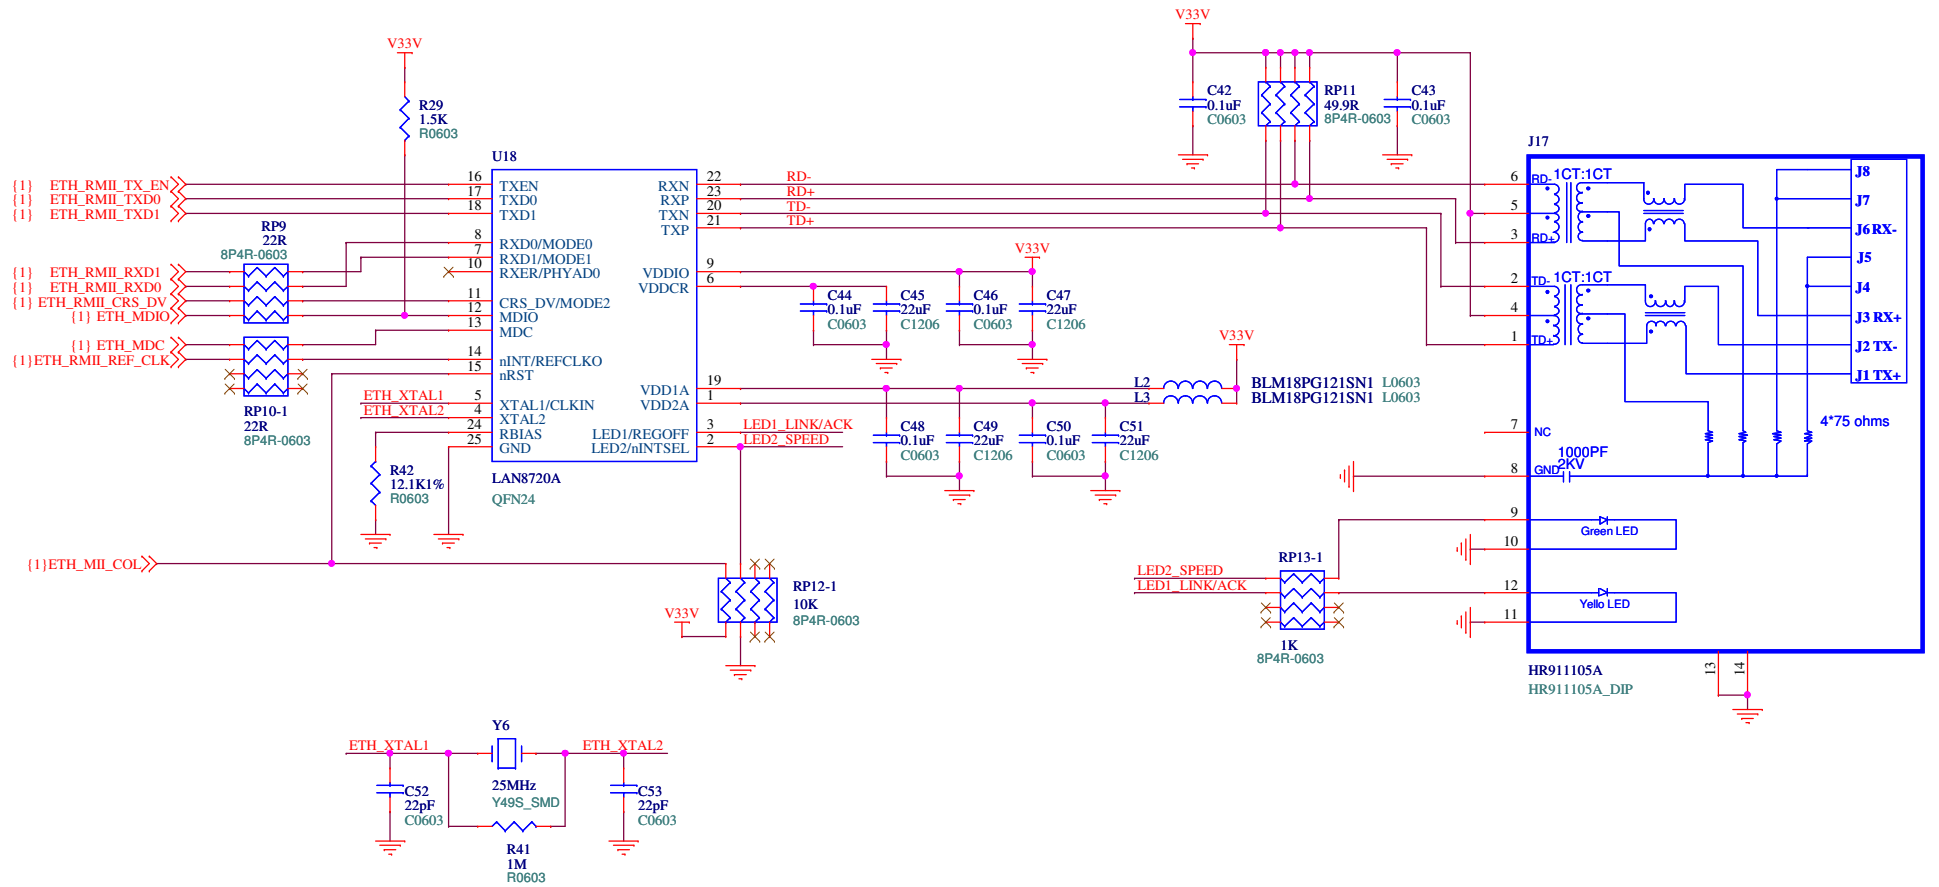 V33V
R29
1.5K
R0603
{1} ETH_RMII_TX_EN
{1} ETH_RMII_TXD0
{1} ETH_RMII_TXD1
RP9
22R
8P4R-0603
{1} ETH_RMII_RXD1
{1} ETH_RMII_RXD0
{1} ETH_RMII_CRS_DV
{1} ETH_MDIO
{1} ETH_MDC
{1}ETH_RMII_REF_CLK
RP10-1
22R
8P4R-0603
ETH_XTAL1
ETH_XTAL2
R42
12.1K1%
R0603
{1}ETH_MII_COL
U18
16 TXEN
17 TXD0
18 TXD1
8 RXD0/MODE0
7 RXD1/MODE1
10 RXER/PHYAD0
11 CRS_DV/MODE2
12 MDIO
13 MDC
14 nINT/REFCLKO
15 nRST
5 XTAL1/CLKIN
4 XTAL2
24 RBIAS
25 GND
RXN 22
RXP 23
TXN 20
TXP 21
VDDIO 9
VDDCR 6
VDD1A 19
VDD2A 1
LED1/REGOFF 3
LED2/nINTSEL 2
LAN8720A
QFN24
RD-
RD+
TD-
TD+
LED1_LINK/ACK
LED2_SPEED
V33V
C44
0.1uF
C0603
C45
22uF
C1206
C46
0.1uF
C0603
C47
22uF
C1206
V33V
L2 BLM18PG121SN1 L0603
L3 BLM18PG121SN1 L0603
C48
0.1uF
C0603
C49
22uF
C1206
C50
0.1uF
C0603
C51
22uF
C1206
V33V
RP12-1
10K
8P4R-0603
V33V
C42
0.1uF
C0603
RP11
49.9R
8P4R-0603
C43
0.1uF
C0603
LED2_SPEED
LED1_LINK/ACK
RP13-1
1K
8P4R-0603
J17
6 RD-
5
3 RD+
2 TD-
4
1 TD+
7 NC
8 GND
9
10
12
11
13
14
1CT:1CT
1CT:1CT
J8
J7
J6 RX-
J5
J4
J3 RX+
J2 TX-
J1 TX+
4*75 ohms
1000PF
2KV
Green LED
Yello LED
HR911105A
HR911105A_DIP
Y6
ETH_XTAL1
ETH_XTAL2
25MHz
Y49S_SMD
C52
22pF
C0603
C53
22pF
C0603
R41
1M
R0603